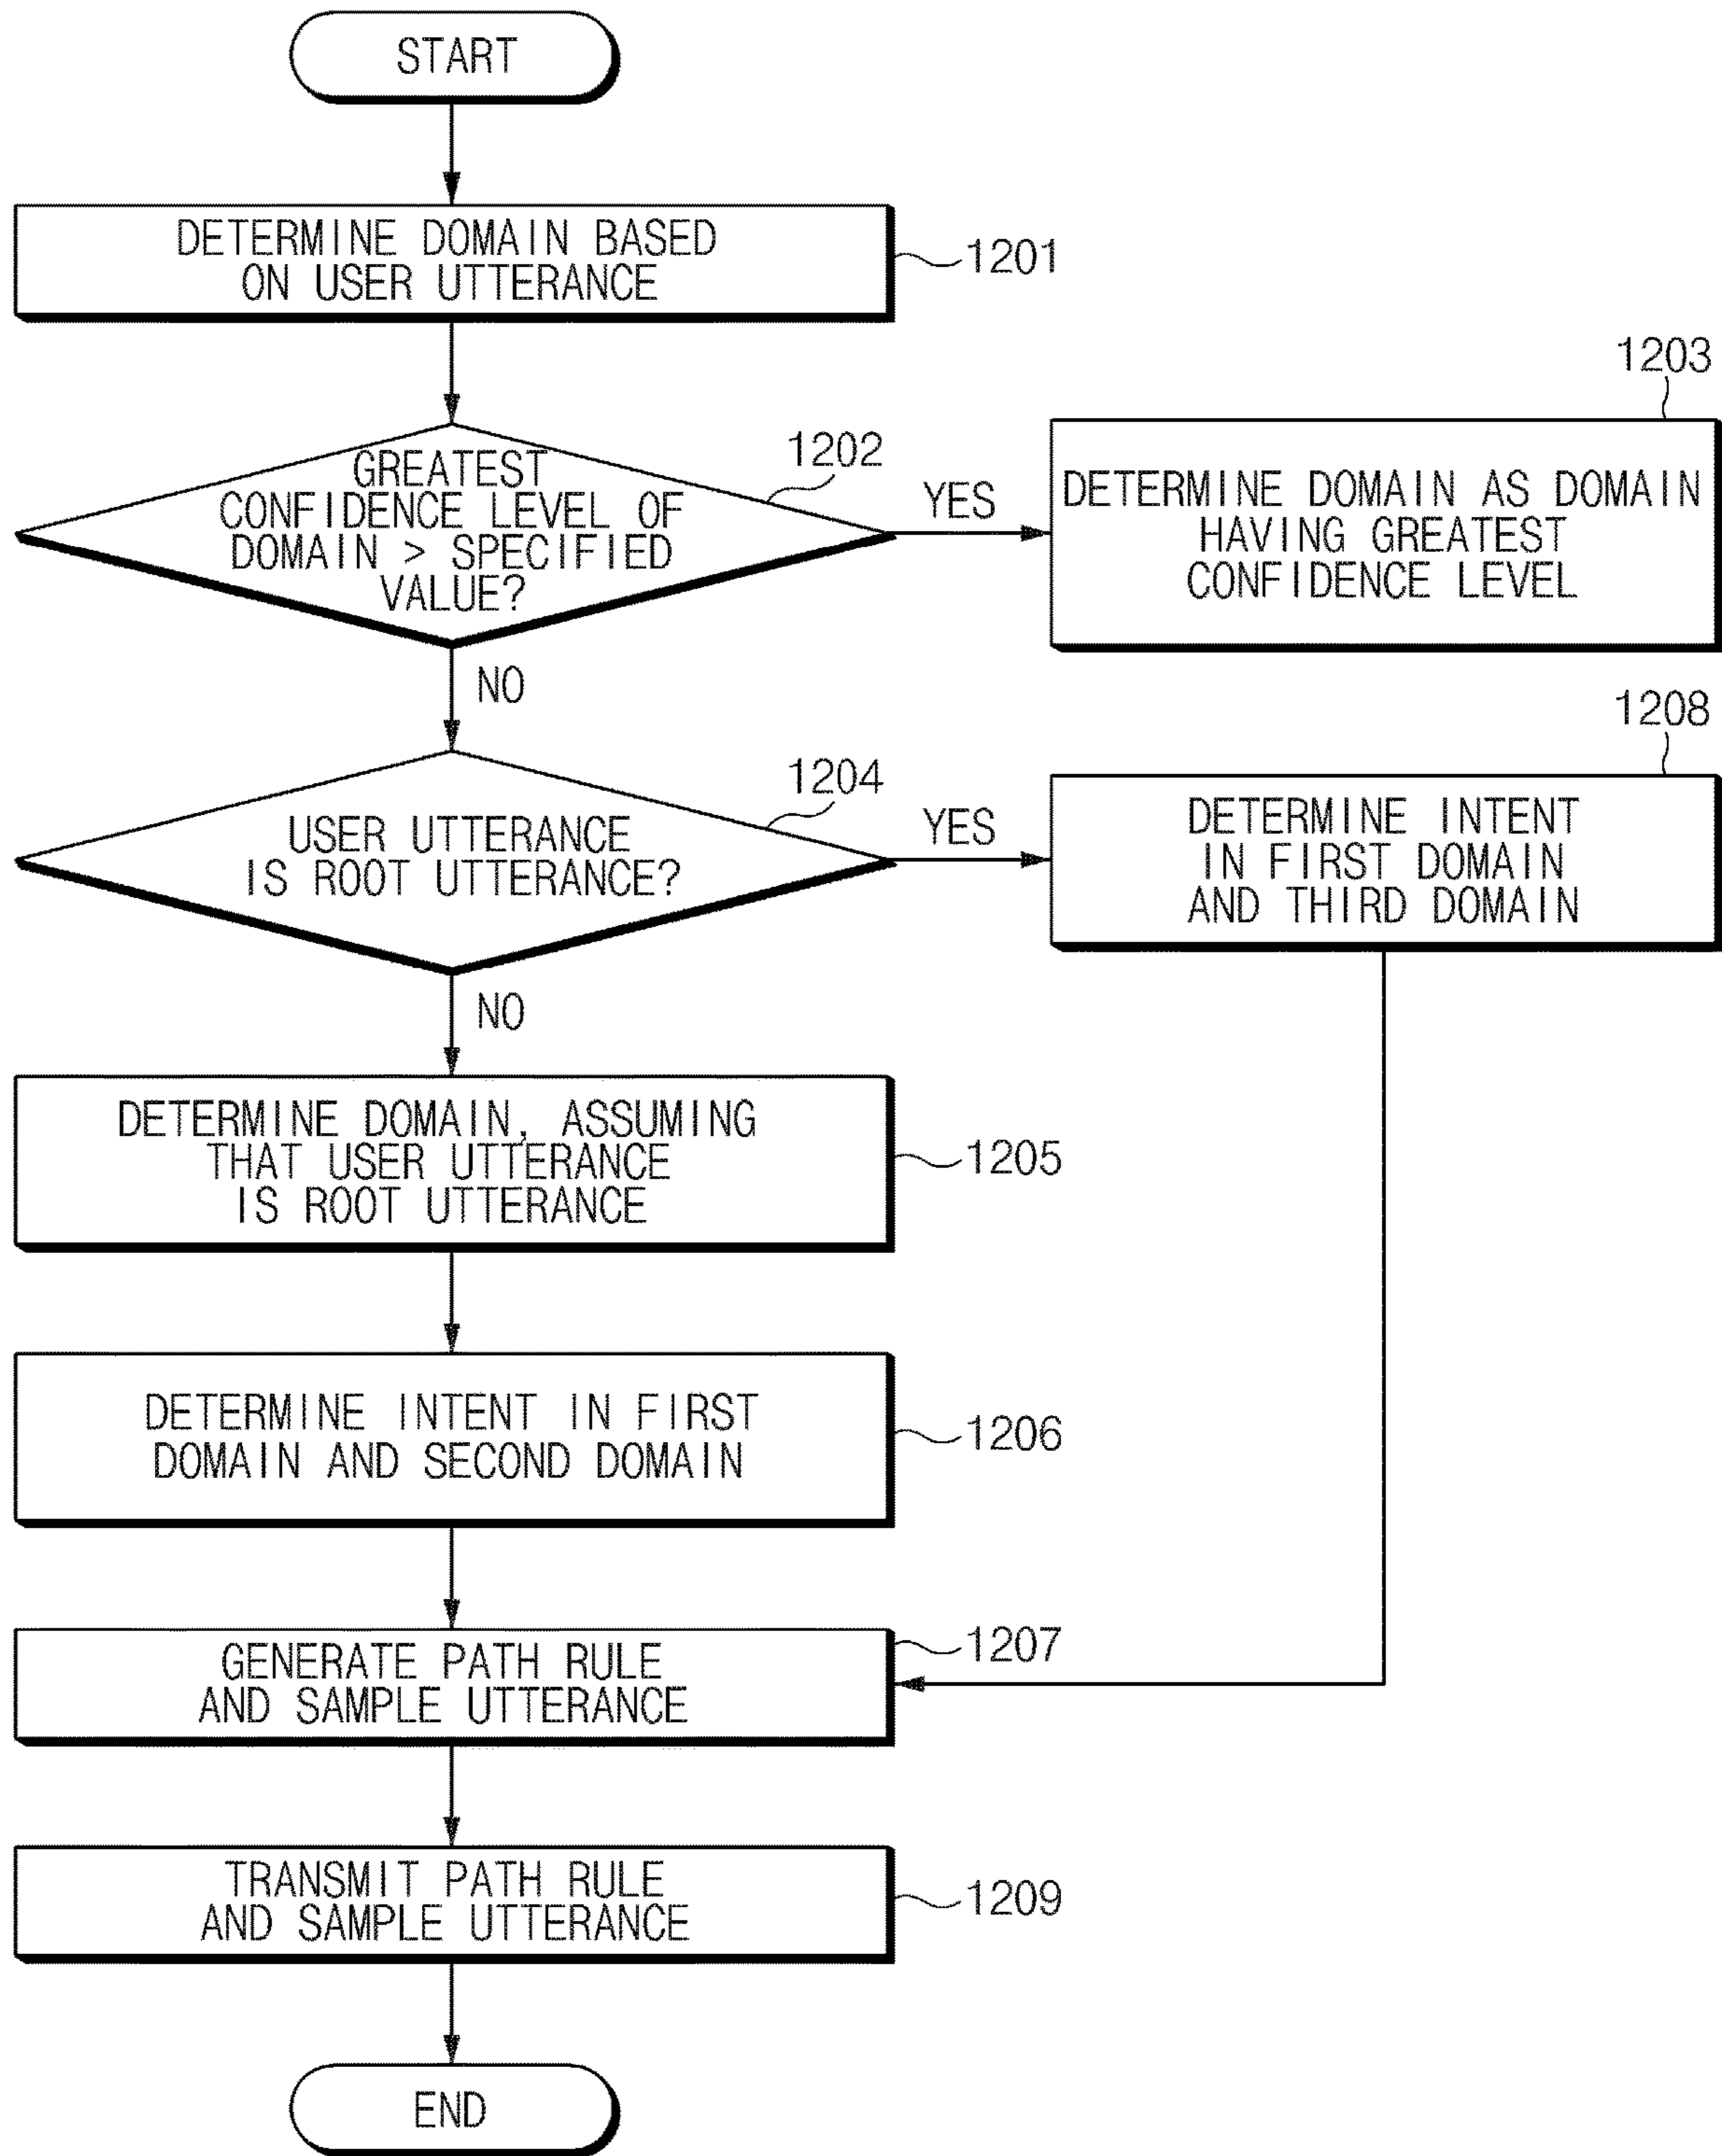 START
DETERMINE DOMAIN BASED
ON USER UTTERANCE
1201
GREATEST
CONFIDENCE LEVEL OF
DOMAIN > SPECIFIED
VALUE?
1202
YES
1203
DETERMINE DOMAIN AS DOMAIN
HAVING GREATEST
CONFIDENCE LEVEL
NO
USER UTTERANCE
IS ROOT UTTERANCE?
1204
YES
1208
DETERMINE INTENT
IN FIRST DOMAIN
AND THIRD DOMAIN
NO
DETERMINE DOMAIN, ASSUMING
THAT USER UTTERANCE
IS ROOT UTTERANCE
1205
DETERMINE INTENT IN FIRST
DOMAIN AND SECOND DOMAIN
1206
GENERATE PATH RULE
AND SAMPLE UTTERANCE
1207
TRANSMIT PATH RULE
AND SAMPLE UTTERANCE
1209
END